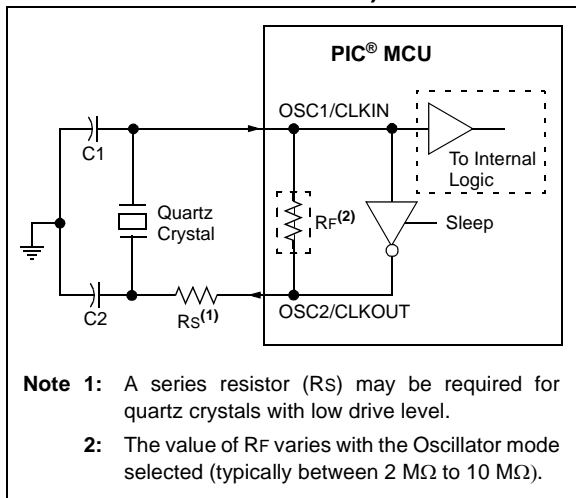 PIC® MCU
OSC1/CLKIN
C1
To Internal
Logic
Quartz
Crystal
RF(2)
Sleep
C2
RS(1)
OSC2/CLKOUT
Note 1: A series resistor (RS) may be required for
quartz crystals with low drive level.
2: The value of RF varies with the Oscillator mode
selected (typically between 2 MΩ to 10 MΩ).